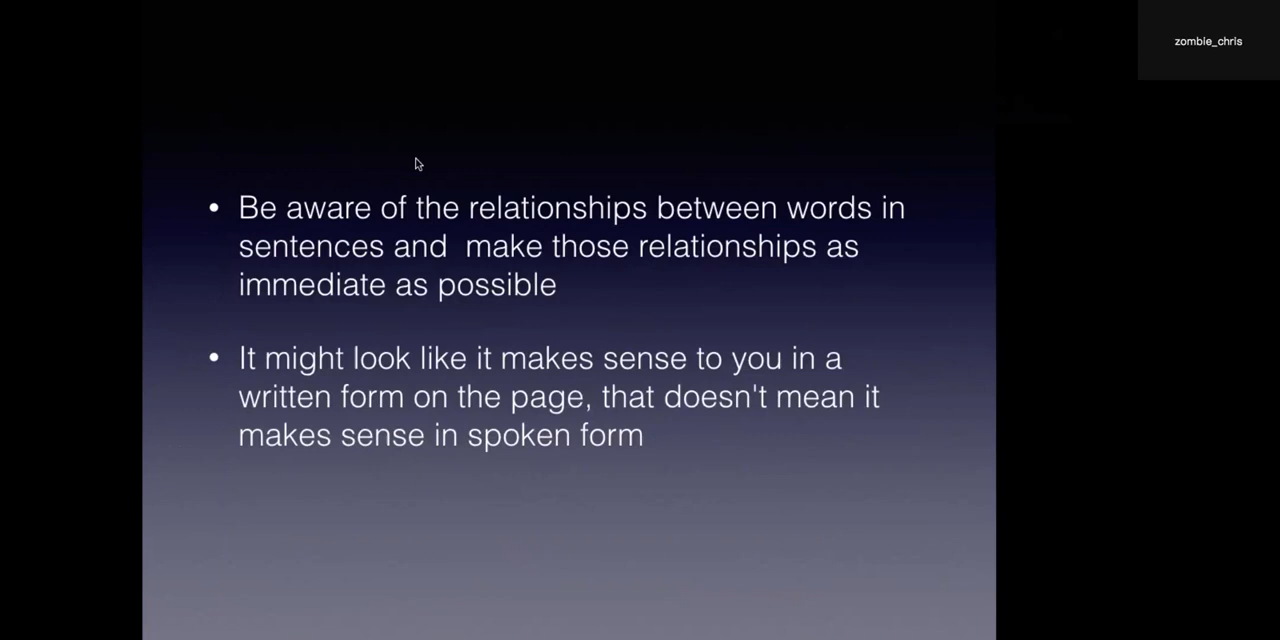 zombie_chris
• Be aware of the relationships between words in
sentences and  make those relationships as
immediate as possible
• It might look like it makes sense to you in a
written form on the page, that doesn't mean it
makes sense in spoken form